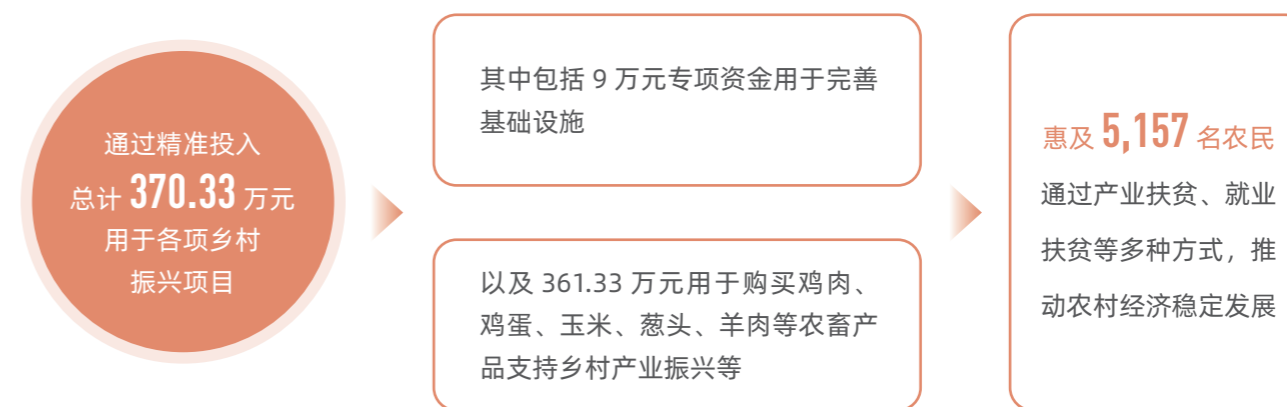 通过精准投入
总计 370.33 万元
用于各项乡村
振兴项目
其中包括 9 万元专项资金用于完善
基础设施
以及 361.33 万元用于购买鸡肉、
鸡蛋、玉米、葱头、羊肉等农畜产
品支持乡村产业振兴等
惠及 5,157 名农民
通过产业扶贫、就业
扶贫等多种方式，推
动农村经济稳定发展